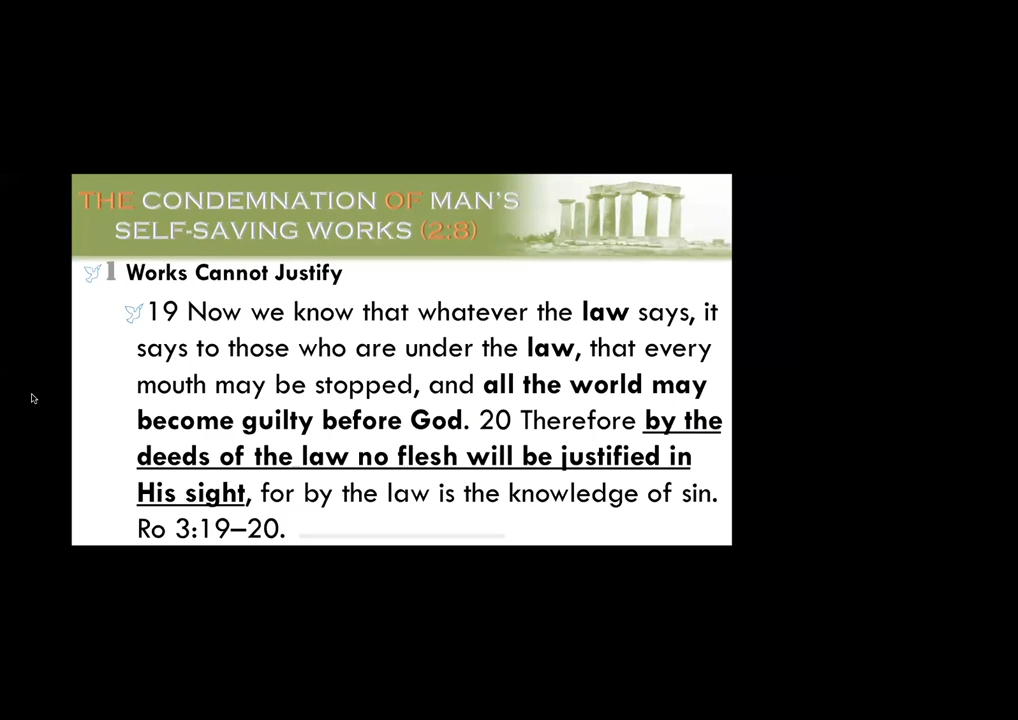 THE CONDEMNATION OF MAN'S
SELF-SAVING WORKS (2:8)
1 Works Cannot Justify
19 Now we know that whatever the law says, it
says to those who are under the law, that every
mouth may be stopped, and all the world may
become guilty before God. 20 Therefore by the
deeds of the law no flesh will be justified in
His sight, for by the law is the knowledge of sin.
Ro 3:19–20.